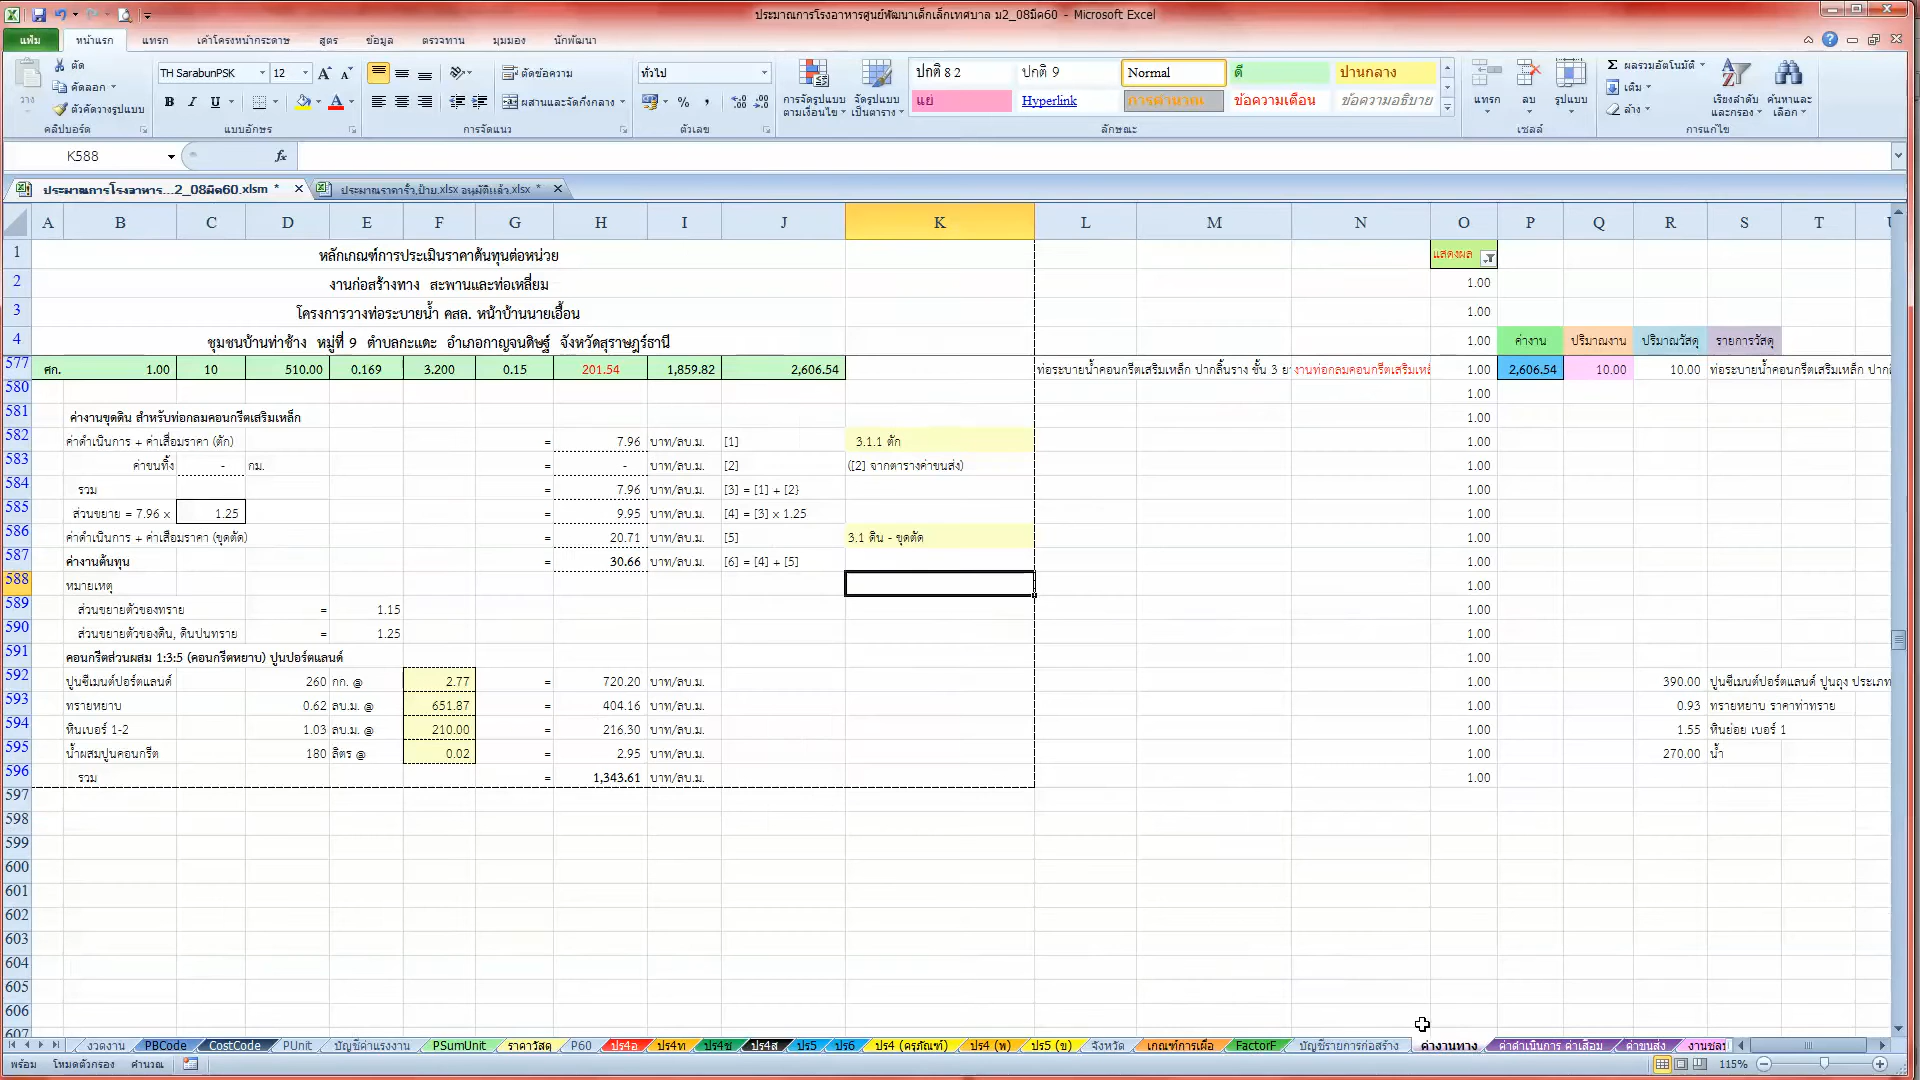 ประมาณการโรงอาหารศูนย์พัฒนาเด็กเล็กเทศบาล ม2_08มีค60 - Microsoft Excel
แฟ้ม หน้าแรก แทรก เค้าโครงหน้ากระดาษ สูตร ข้อมูล ตรวจทาน มุมมอง นักพัฒนา
วาง ตัด คัดลอก ตัวคัดวางรูปแบบ คลิปบอร์ด
TH SarabunPSK 12 B I U A แบบอักษร
ตัดข้อความ ผสานและจัดกึ่งกลาง การจัดแนว
ทั่วไป % , ตัวเลข
การจัดรูปแบบตามเงื่อนไข จัดรูปแบบเป็นตาราง
ปกติ 8 2 ปกติ 9 Normal ดี ปานกลาง
แย่ Hyperlink การคำนวณ ข้อความเตือน ข้อความอธิบาย
ลักษณะ
แทรก ลบ รูปแบบ เซลล์
Σ ผลรวมอัตโนมัติ เติม ล้าง เรียงลำดับและกรอง ค้นหาและเลือก การแก้ไข
K588 fx
ประมาณการโรงอาหาร...2_08มีค60.xlsm * ประมาณราคารั้ว,ป้าย.xlsx อนุมัติแล้ว.xlsx *
A B C D E F G H I J K L M N O P Q R S T
1 หลักเกณฑ์การประเมินราคาต้นทุนต่อหน่วย แสดงผล
2 งานก่อสร้างทาง สะพานและท่อเหลี่ยม 1.00
3 โครงการวางท่อระบายน้ำ คสล. หน้าบ้านนายเอื้อน 1.00
4 ชุมชนบ้านท่าช้าง หมู่ที่ 9 ตำบลกะแดะ อำเภอกาญจนดิษฐ์ จังหวัดสุราษฎร์ธานี 1.00 ค่างาน ปริมาณงาน ปริมาณวัสดุ รายการวัสดุ
577 ศก. 1.00 10 510.00 0.169 3.200 0.15 201.54 1,859.82 2,606.54 ท่อระบายน้ำคอนกรีตเสริมเหล็ก ปากลิ้นราง ชั้น 3 ย งานท่อกลมคอนกรีตเสริมเหล็ 1.00 2,606.54 10.00 10.00 ท่อระบายน้ำคอนกรีตเสริมเหล็ก ปาก
580 1.00
581 ค่างานขุดดิน สำหรับท่อกลมคอนกรีตเสริมเหล็ก 1.00
582 ค่าดำเนินการ + ค่าเสื่อมราคา (ตัก) = 7.96 บาท/ลบ.ม. [1] 3.1.1 ตัก 1.00
583 ค่าขนทิ้ง - กม. = - บาท/ลบ.ม. [2] ([2] จากตารางค่าขนส่ง) 1.00
584 รวม = 7.96 บาท/ลบ.ม. [3] = [1] + [2} 1.00
585 ส่วนขยาย = 7.96 x 1.25 = 9.95 บาท/ลบ.ม. [4] = [3] x 1.25 1.00
586 ค่าดำเนินการ + ค่าเสื่อมราคา (ขุดตัด) = 20.71 บาท/ลบ.ม. [5] 3.1 ดิน - ขุดตัด 1.00
587 ค่างานต้นทุน = 30.66 บาท/ลบ.ม. [6] = [4] + [5] 1.00
588 หมายเหตุ 1.00
589 ส่วนขยายตัวของทราย = 1.15 1.00
590 ส่วนขยายตัวของดิน, ดินปนทราย = 1.25 1.00
591 คอนกรีตส่วนผสม 1:3:5 (คอนกรีตหยาบ) ปูนปอร์ตแลนด์ 1.00
592 ปูนซีเมนต์ปอร์ตแลนด์ 260 กก. @ 2.77 = 720.20 บาท/ลบ.ม. 1.00 390.00 ปูนซีเมนต์ปอร์ตแลนด์ ปูนถุง ประเภท
593 ทรายหยาบ 0.62 ลบ.ม. @ 651.87 = 404.16 บาท/ลบ.ม. 1.00 0.93 ทรายหยาบ ราคาท่าทราย
594 หินเบอร์ 1-2 1.03 ลบ.ม. @ 210.00 = 216.30 บาท/ลบ.ม. 1.00 1.55 หินย่อย เบอร์ 1
595 น้ำผสมปูนคอนกรีต 180 ลิตร @ 0.02 = 2.95 บาท/ลบ.ม. 1.00 270.00 น้ำ
596 รวม = 1,343.61 บาท/ลบ.ม. 1.00
597
598
599
600
601
602
603
604
605
606
607
งวดงาน PBCode CostCode PUnit บัญชีค่าแรงงาน PSumUnit ราคาวัสดุ P60 ปร4อ ปร4ท ปร4ช ปร4ส ปร5 ปร6 ปร4 (ครุภัณฑ์) ปร4 (พ) ปร5 (ข) จังหวัด เกณฑ์การเผื่อ FactorF บัญชีรายการก่อสร้าง ค่างานทาง ค่าดำเนินการ ค่าเสื่อม ค่าขนส่ง งานชลป
พร้อม โหมดตัวกรอง คำนวณ 115%